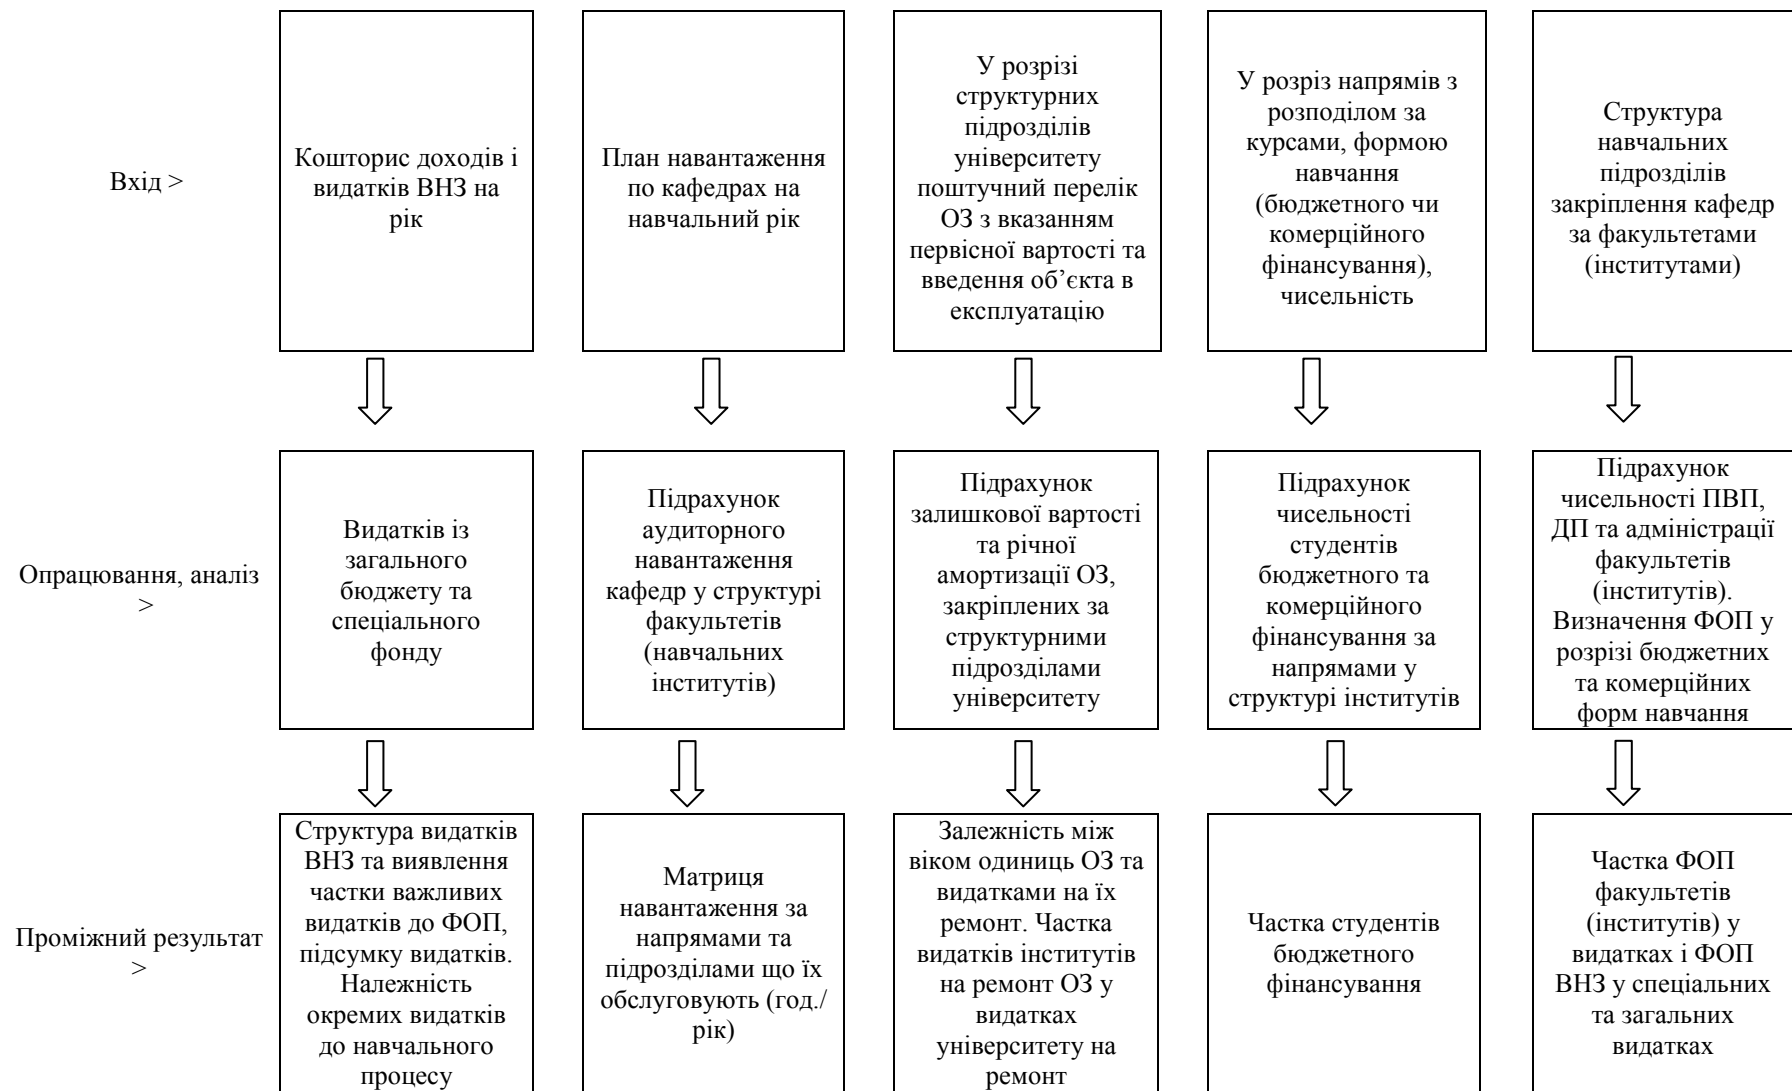 Вхід >
Кошторис доходів і
видатків ВНЗ на
рік
План навантаження
по кафедрах на
навчальний рік
У розрізі
структурних
підрозділів
університету
поштучний перелік
ОЗ з вказанням
первісної вартості та
введення об’єкта в
експлуатацію
У розріз напрямів з
розподілом за
курсами, формою
навчання
(бюджетного чи
комерційного
фінансування),
чисельність
Структура
навчальних
підрозділів
закріплення кафедр
за факультетами
(інститутами)
Опрацювання, аналіз
>
Видатків із
загального
бюджету та
спеціального
фонду
Підрахунок
аудиторного
навантаження
кафедр у структурі
факультетів
(навчальних
інститутів)
Підрахунок
залишкової вартості
та річної
амортизації ОЗ,
закріплених за
структурними
підрозділами
університету
Підрахунок
чисельності
студентів
бюджетного та
комерційного
фінансування за
напрямами у
структурі інститутів
Підрахунок
чисельності ПВП,
ДП та адміністрації
факультетів
(інститутів).
Визначення ФОП у
розрізі бюджетних
та комерційних
форм навчання
Проміжний результат
>
Структура видатків
ВНЗ та виявлення
частки важливих
видатків до ФОП,
підсумку видатків.
Належність
окремих видатків
до навчального
процесу
Матриця
навантаження за
напрямами та
підрозділами що їх
обслуговують (год./
рік)
Залежність між
віком одиниць ОЗ та
видатками на їх
ремонт. Частка
видатків інститутів
на ремонт ОЗ у
видатках
університету на
ремонт
Частка студентів
бюджетного
фінансування
Частка ФОП
факультетів
(інститутів) у
видатках і ФОП
ВНЗ у спеціальних
та загальних
видатках